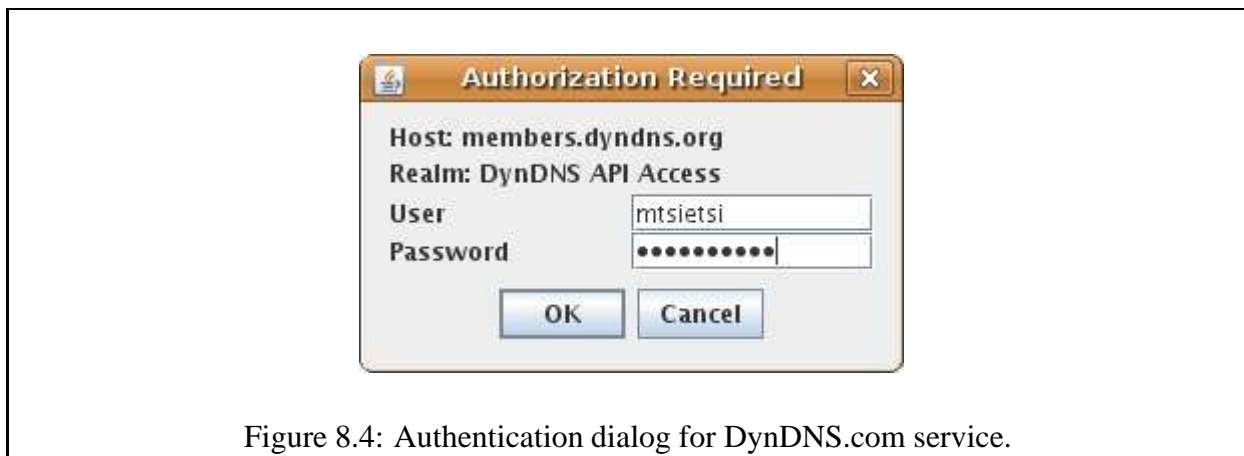 Authorization Required
Host: members.dyndns.org
Realm: DynDNS API Access
User mtsietsi
Password ••••••••••
OK Cancel
Figure 8.4: Authentication dialog for DynDNS.com service.